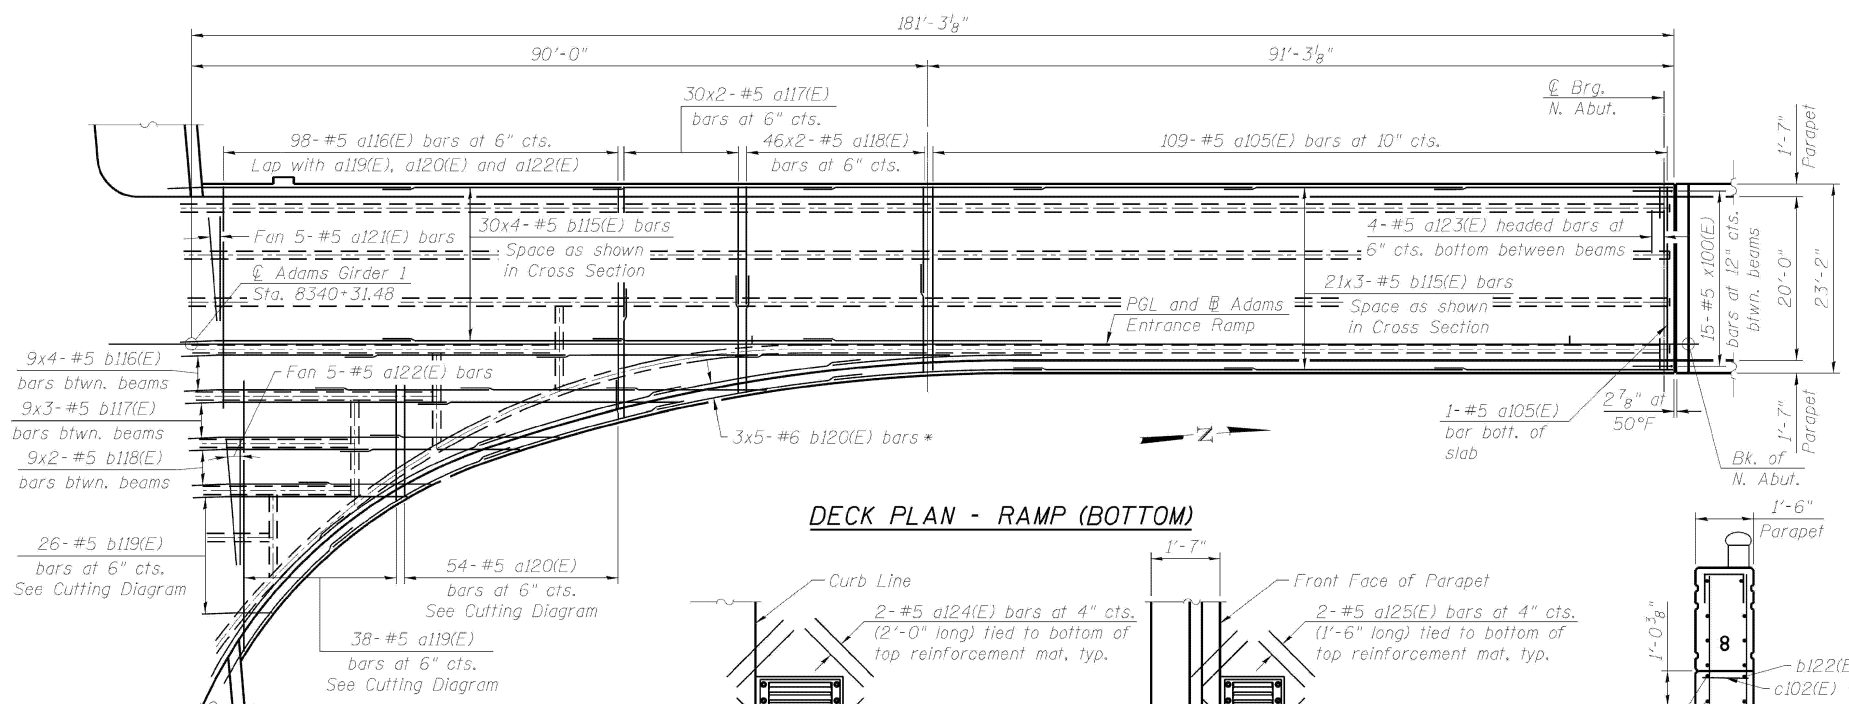 181'-3⅛"
90'-0"
91'-3⅛"
30x2-#5 a117(E)
bars at 6" cts.
℄ Brg.
N. Abut.
98-#5 a116(E) bars at 6" cts.
Lap with a119(E), a120(E) and a122(E)
46x2-#5 a118(E)
bars at 6" cts.
109-#5 a105(E) bars at 10" cts.
1'-7"
Parapet
Fan 5-#5 a121(E) bars
30x4-#5 b115(E) bars
Space as shown
in Cross Section
4-#5 a123(E) headed bars at
6" cts. bottom between beams
℄ Adams Girder 1
Sta. 8340+31.48
21x3-#5 b115(E) bars
Space as shown
in Cross Section
PGL and B Adams
Entrance Ramp
15-#5 x100(E)
bars at 12" cts.
btwn. beams
20'-0"
23'-2"
9x4-#5 b116(E)
bars btwn. beams
Fan 5-#5 a122(E) bars
9x3-#5 b117(E)
bars btwn. beams
9x2-#5 b118(E)
bars btwn. beams
3x5-#6 b120(E) bars *
N
1-#5 a105(E)
bar bott. of
slab
2⅞" at
50°F
1'-7"
Parapet
Bk. of
N. Abut.
DECK PLAN - RAMP (BOTTOM)
26-#5 b119(E)
bars at 6" cts.
See Cutting Diagram
54-#5 a120(E)
bars at 6" cts.
See Cutting Diagram
38-#5 a119(E)
bars at 6" cts.
See Cutting Diagram
Curb Line
2-#5 a124(E) bars at 4" cts.
(2'-0" long) tied to bottom of
top reinforcement mat, typ.
1'-7"
Front Face of Parapet
2-#5 a125(E) bars at 4" cts.
(1'-6" long) tied to bottom of
top reinforcement mat, typ.
1'-6"
Parapet
1'-0⅜"
8
b122(E
c102(E)